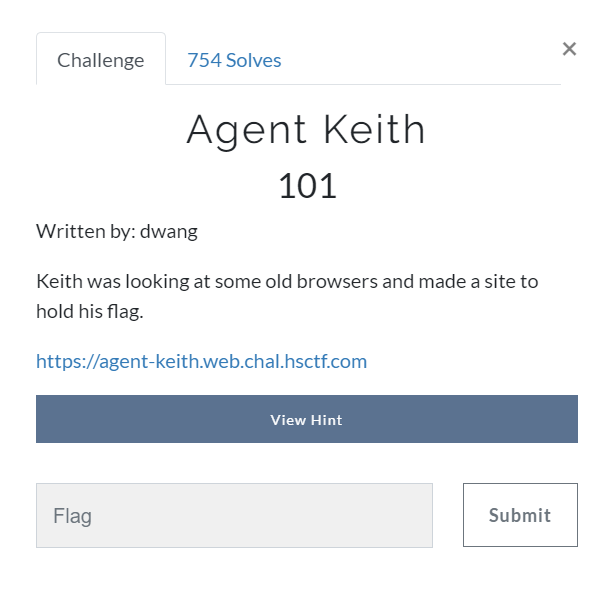 Challenge
754 Solves
×
Agent Keith
101
Written by: dwang
Keith was looking at some old browsers and made a site to
hold his flag.
https://agent-keith.web.chal.hsctf.com
View Hint
Flag
Submit